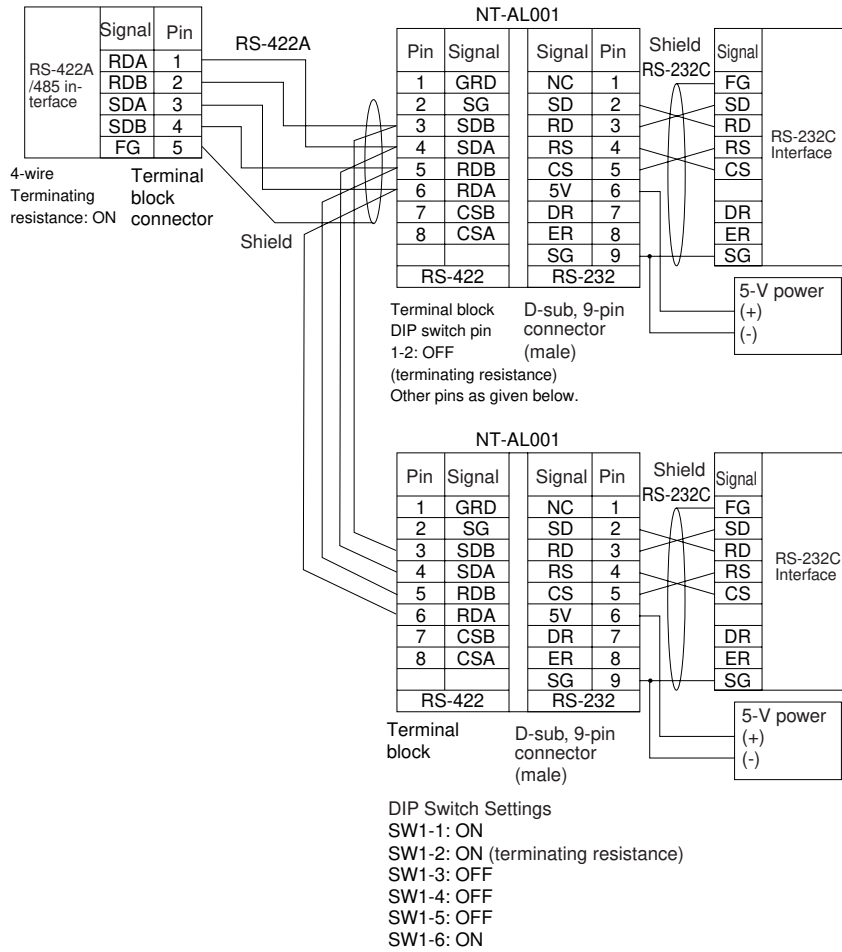 RS-422A
/485 in-
terface
Signal Pin
RDA 1
RDB 2
SDA 3
SDB 4
FG 5
4-wire
Terminating
resistance: ON
Terminal
block
connector
RS-422A
Shield
NT-AL001
Pin Signal Signal Pin
1 GRD NC 1
2 SG SD 2
3 SDB RD 3
4 SDA RS 4
5 RDB CS 5
6 RDA 5V 6
7 CSB DR 7
8 CSA ER 8
SG 9
RS-422 RS-232
Shield
RS-232C
Signal
FG
SD
RD
RS
CS
DR
ER
SG
RS-232C
Interface
5-V power
(+)
(-)
Terminal block
DIP switch pin
1-2: OFF
(terminating resistance)
Other pins as given below.
D-sub, 9-pin
connector
(male)
NT-AL001
Pin Signal Signal Pin
1 GRD NC 1
2 SG SD 2
3 SDB RD 3
4 SDA RS 4
5 RDB CS 5
6 RDA 5V 6
7 CSB DR 7
8 CSA ER 8
SG 9
RS-422 RS-232
Shield
RS-232C
Signal
FG
SD
RD
RS
CS
DR
ER
SG
RS-232C
Interface
5-V power
(+)
(-)
Terminal
block
D-sub, 9-pin
connector
(male)
DIP Switch Settings
SW1-1: ON
SW1-2: ON (terminating resistance)
SW1-3: OFF
SW1-4: OFF
SW1-5: OFF
SW1-6: ON